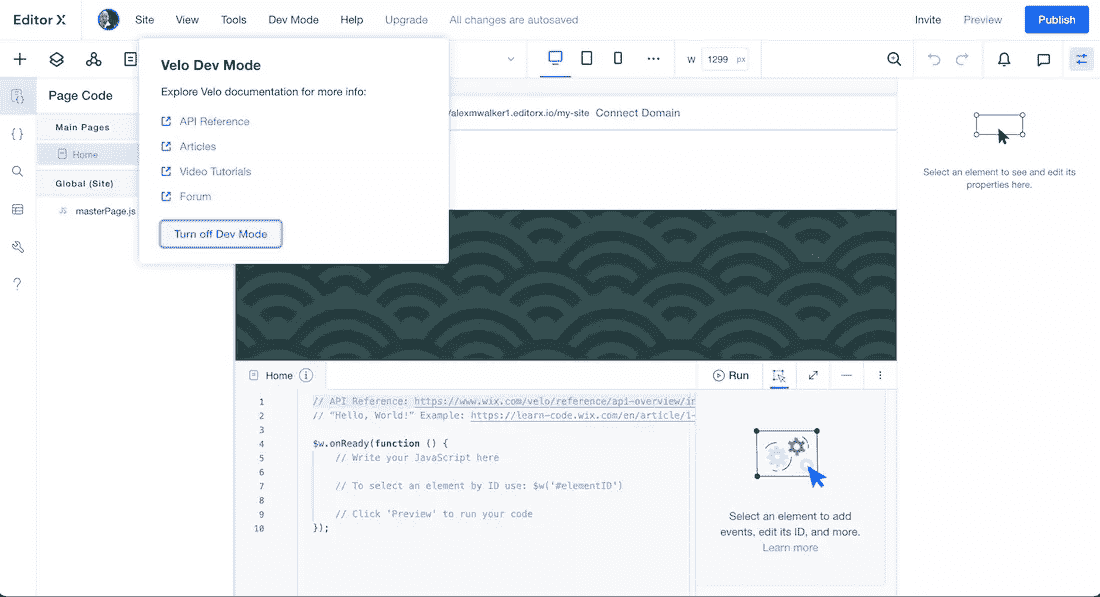 Editor X Site View Tools Dev Mode Help Upgrade All changes are autosaved Invite Preview Publish
W 1299 px
Page Code
Main Pages
Home
Global (Site)
masterPage.js
Velo Dev Mode
Explore Velo documentation for more info:
API Reference
Articles
Video Tutorials
Forum
Turn off Dev Mode
/alexmwalker1.editorx.io/my-site Connect Domain
Select an element to see and edit its
properties here.
Home Run
1 // API Reference: https://www.wix.com/velo/reference/api-overview/in
2 // “Hello, World!” Example: https://learn-code.wix.com/en/article/1-
3
4 $w.onReady(function () {
5 // Write your JavaScript here
6
7 // To select an element by ID use: $w('#elementID')
8
9 // Click 'Preview' to run your code
10 });
Select an element to add
events, edit its ID, and more.
Learn more